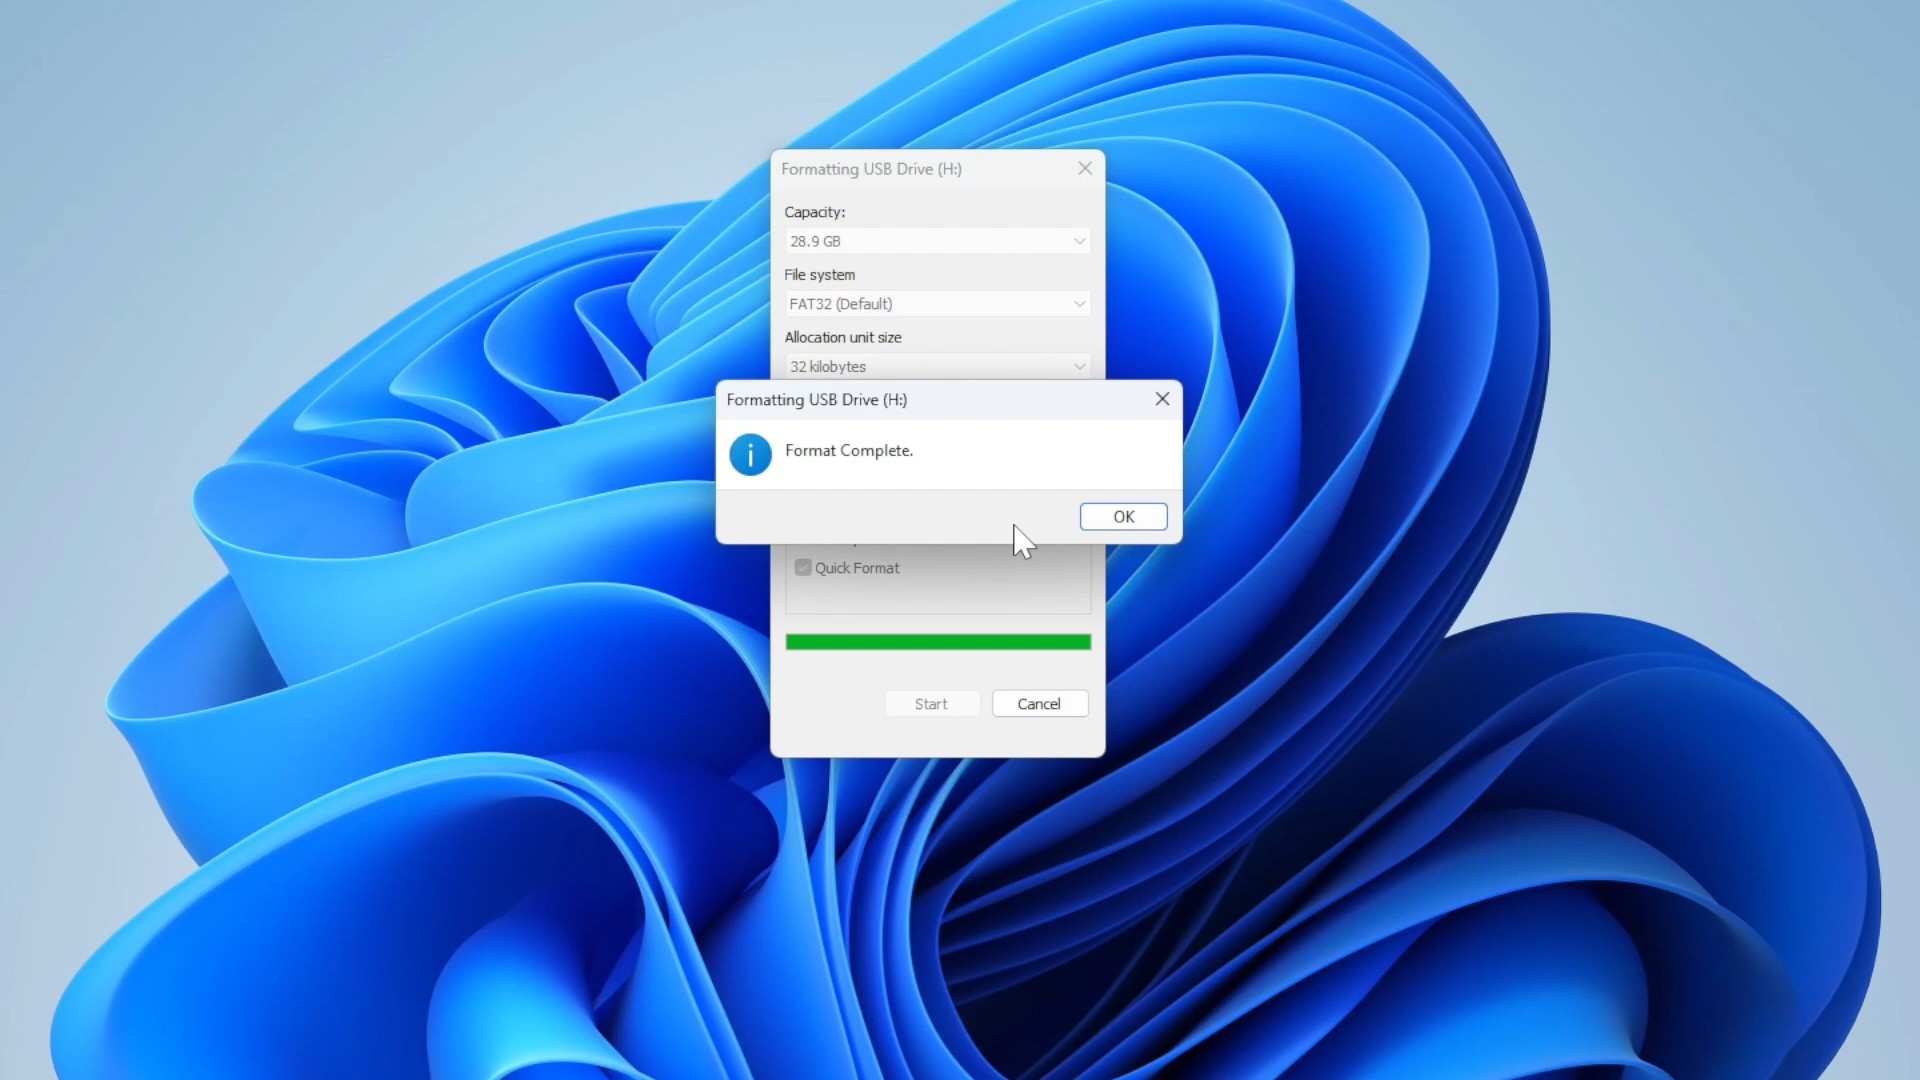 Formatting USB Drive (H:)
Capacity:
28.9 GB
File system
FAT32 (Default)
Allocation unit size
32 kilobytes
Formatting USB Drive (H:)
Format Complete.
OK
Quick Format
Start
Cancel